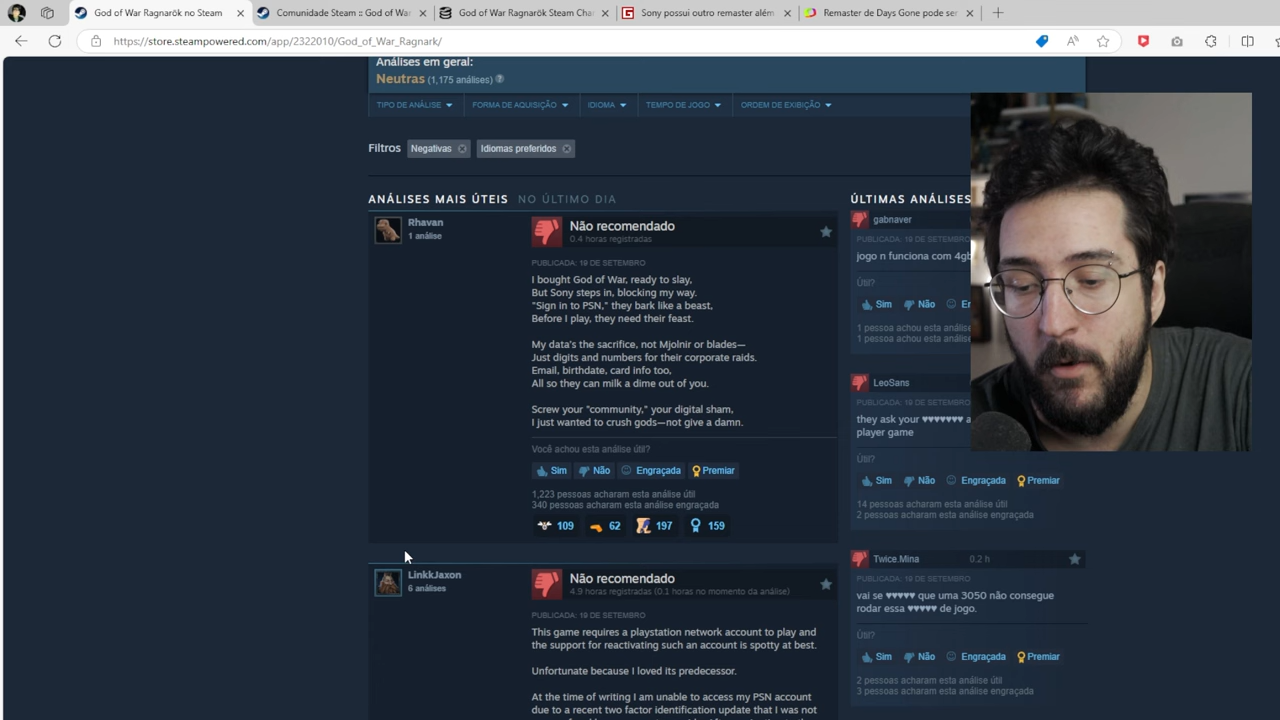 God of War Ragnarök no Steam
Comunidade Steam :: God of War
God of War Ragnarök Steam Cha
Sony possui outro remaster além
Remaster de Days Gone pode ser
https://store.steampowered.com/app/2322010/God_of_War_Ragnark/
Análises em geral:
Neutras (1,175 análises)
TIPO DE ANÁLISE
FORMA DE AQUISIÇÃO
IDIOMA
TEMPO DE JOGO
ORDEM DE EXIBIÇÃO
Filtros
Negativas
Idiomas preferidos
ANÁLISES MAIS ÚTEIS NO ÚLTIMO DIA
Rhavan
1 análise
Não recomendado
0.4 horas registradas
PUBLICADA: 19 DE SETEMBRO
I bought God of War, ready to slay,
But Sony steps in, blocking my way.
"Sign in to PSN," they bark like a beast,
Before I play, they need their feast.
My data's the sacrifice, not Mjolnir or blades—
Just digits and numbers for their corporate raids.
Email, birthdate, card info too,
All so they can milk a dime out of you.
Screw your "community," your digital sham,
I just wanted to crush gods—not give a damn.
Você achou esta análise útil?
Sim
Não
Engraçada
Premiar
1,223 pessoas acharam esta análise útil
340 pessoas acharam esta análise engraçada
109
62
197
159
LinkkJaxon
6 análises
Não recomendado
4.9 horas registradas (0.1 horas no momento da análise)
PUBLICADA: 19 DE SETEMBRO
This game requires a playstation network account to play and
the support for reactivating such an account is spotty at best.
Unfortunate because I loved its predecessor.
At the time of writing I am unable to access my PSN account
due to a recent two factor identification update that I was not
ÚLTIMAS ANÁLISES
gabnaver
PUBLICADA: 19 DE SETEMBRO
jogo n funciona com 4gb
Útil?
Sim
Não
En
1 pessoa achou esta análise
1 pessoa achou esta análise
LeoSans
PUBLICADA: 19 DE SETEMBRO
they ask your ♥♥♥♥♥♥♥ a
player game
Útil?
Sim
Não
Engraçada
Premiar
14 pessoas acharam esta análise útil
2 pessoas acharam esta análise engraçada
Twice.Mina
0.2 h
PUBLICADA: 19 DE SETEMBRO
vai se ♥♥♥♥♥ que uma 3050 não consegue
rodar essa ♥♥♥♥♥ de jogo.
Útil?
Sim
Não
Engraçada
Premiar
2 pessoas acharam esta análise útil
3 pessoas acharam esta análise engraçada